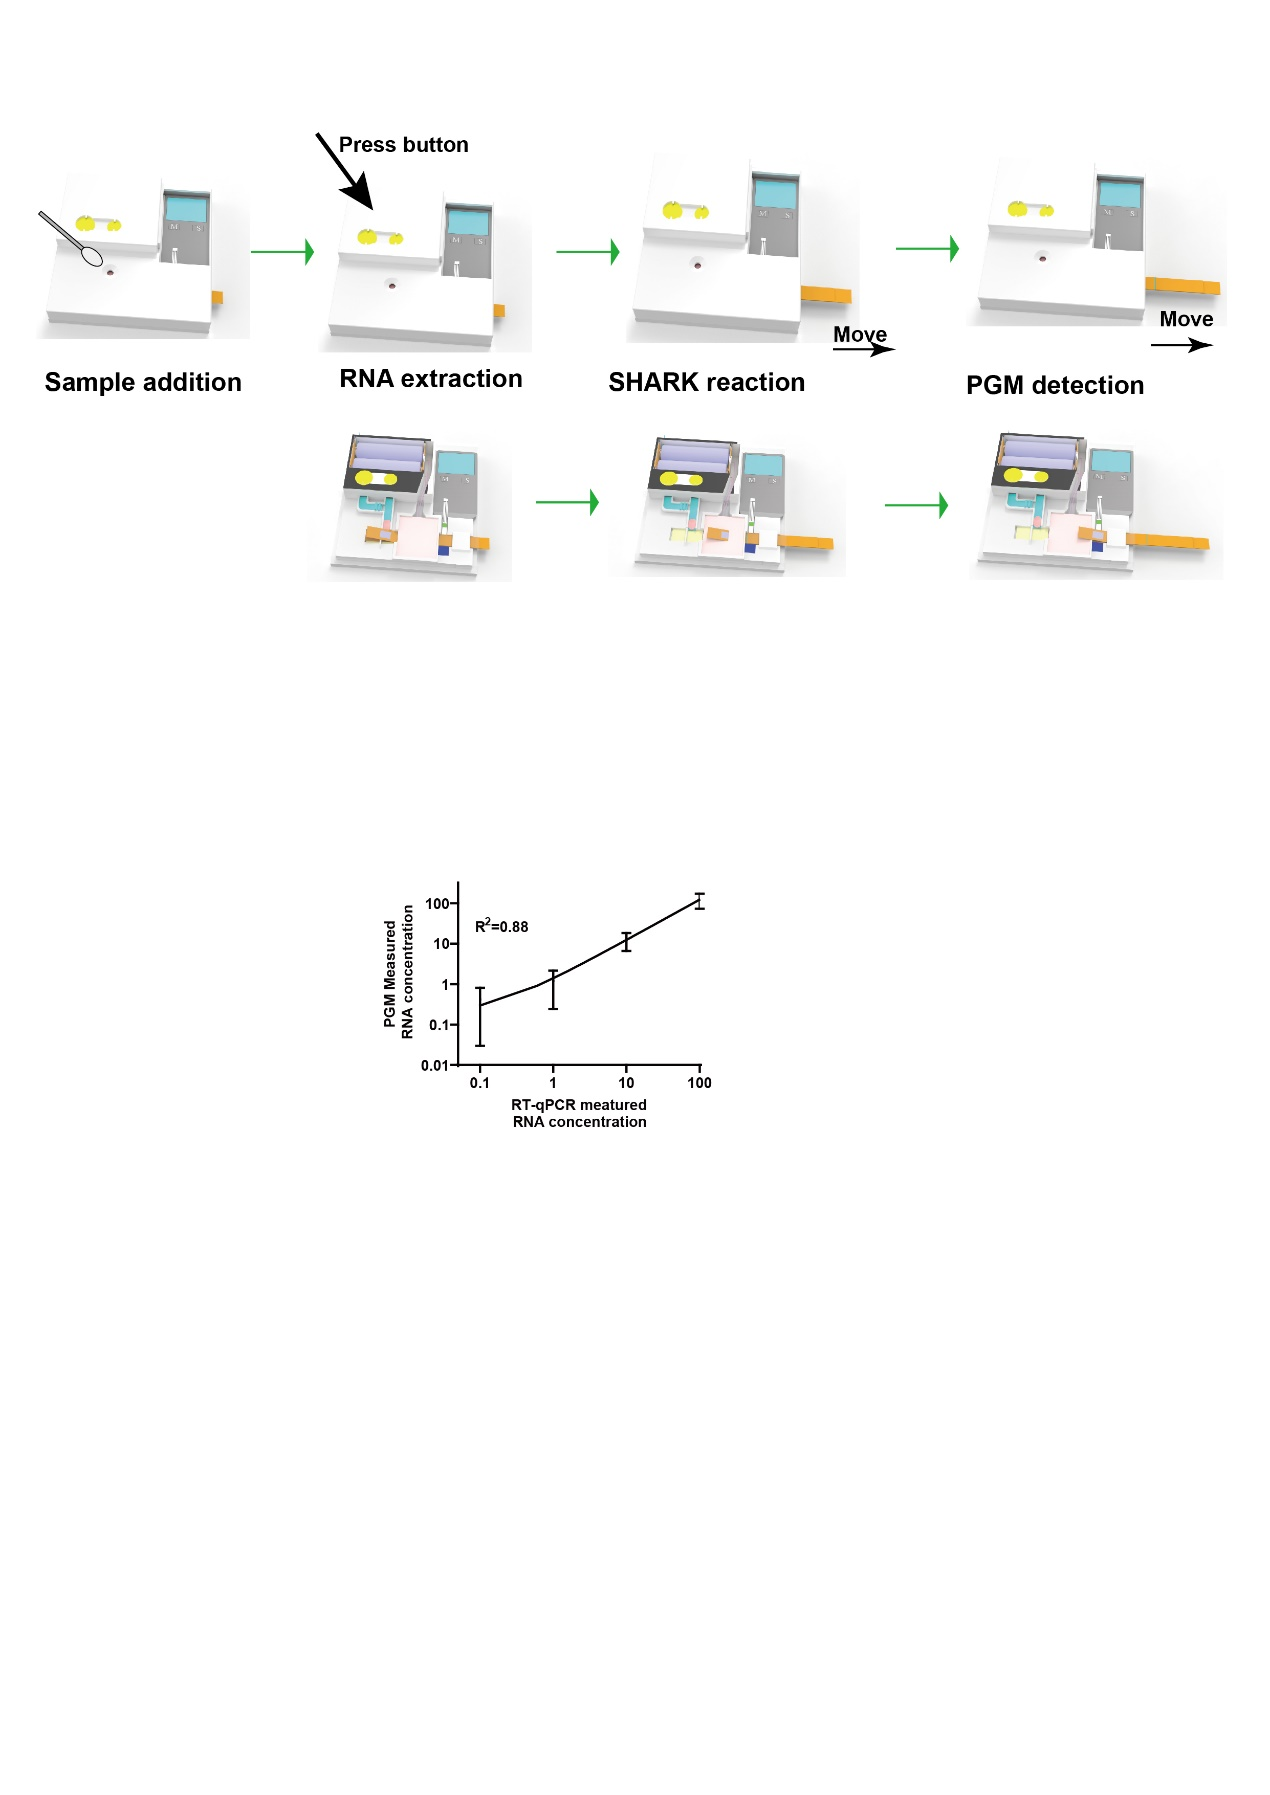 Press button
M S
M S
M S
M S
Move
Move
Sample addition
RNA extraction
SHARK reaction
PGM detection
M S
M S
M S
PGM Measured
RNA concentration
100
10
1
0.1
0.01
R2=0.88
0.1 1 10 100
RT-qPCR meatured
RNA concentration